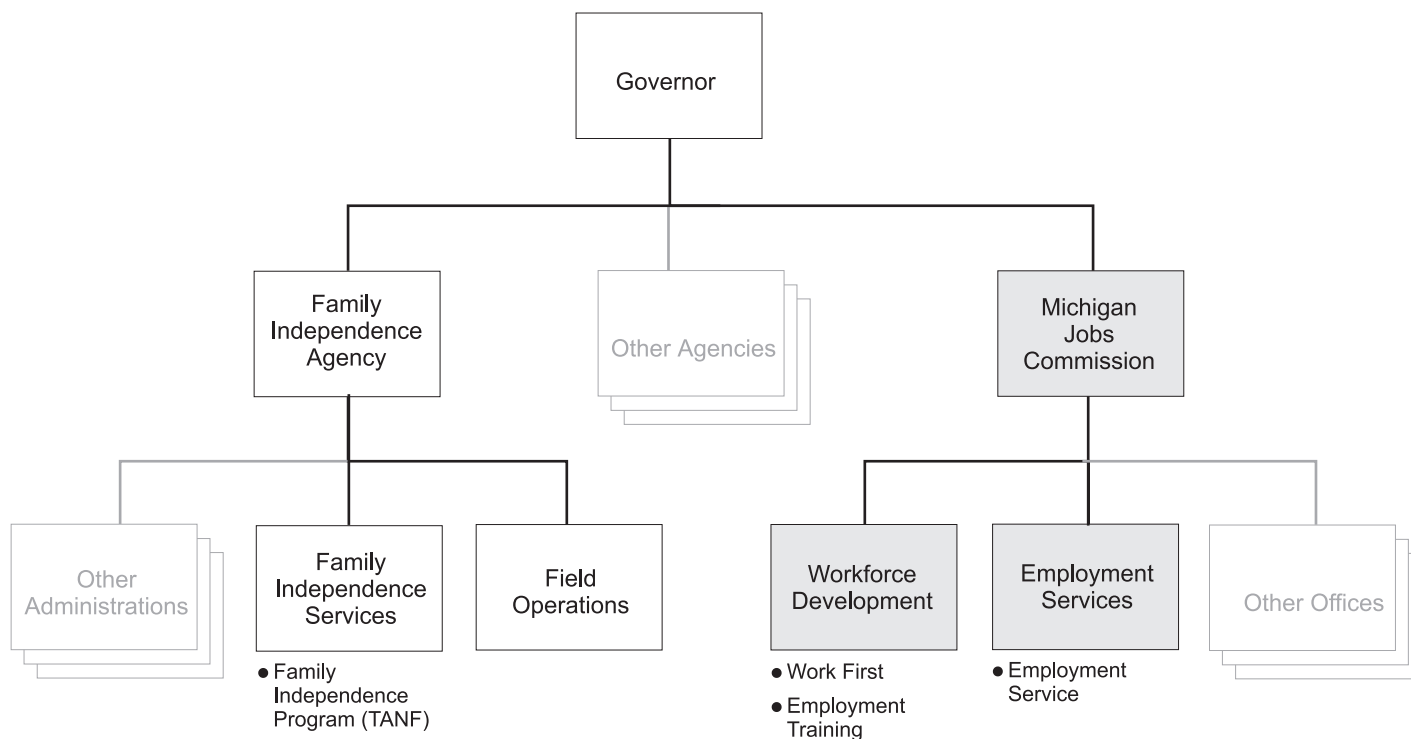 Governor
Family
Independence
Agency
Other Agencies
Michigan
Jobs
Commission
Other
Administrations
Family
Independence
Services
Field
Operations
Workforce
Development
Employment
Services
Other Offices
● Family
Independence
Program (TANF)
● Work First
● Employment
Training
● Employment
Service